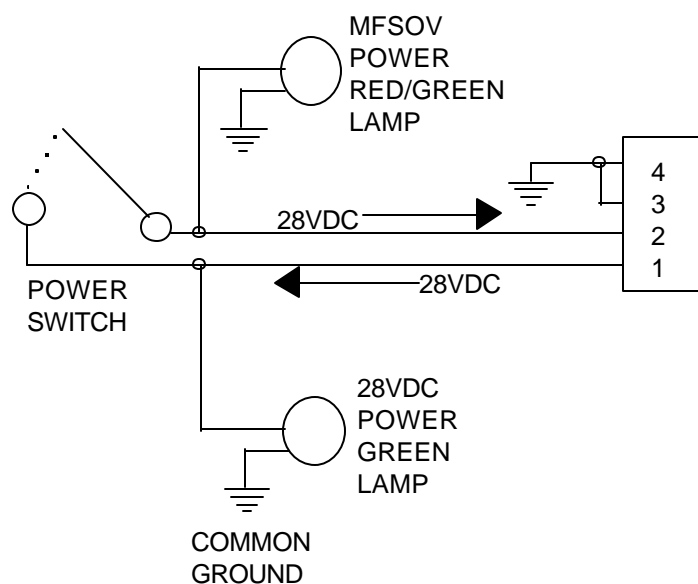 MFSOV
POWER
RED/GREEN
LAMP
4
3
28VDC
2
1
POWER
SWITCH
28VDC
28VDC
POWER
GREEN
LAMP
COMMON
GROUND